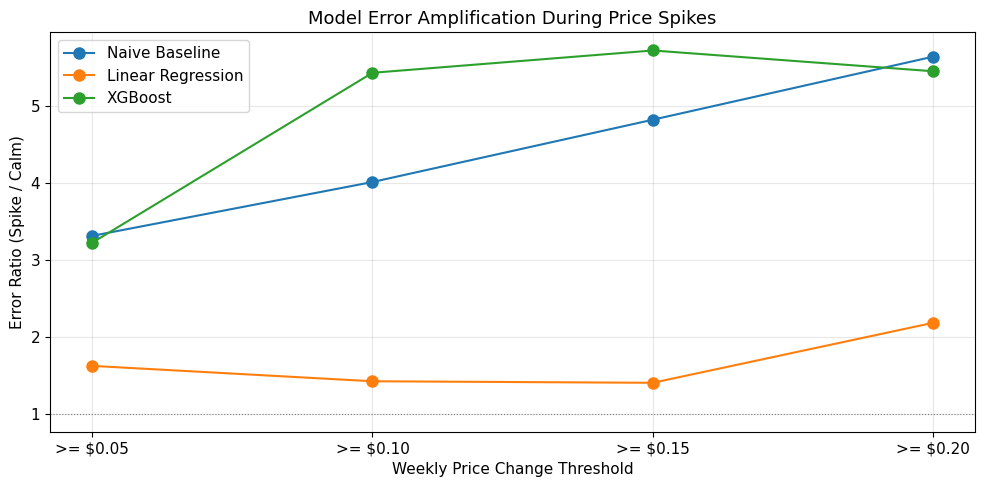 Model Error Amplification During Price Spikes
Naive Baseline
Linear Regression
XGBoost
Error Ratio (Spike / Calm)
5
4
3
2
1
>= $0.05
>= $0.10
>= $0.15
>= $0.20
Weekly Price Change Threshold